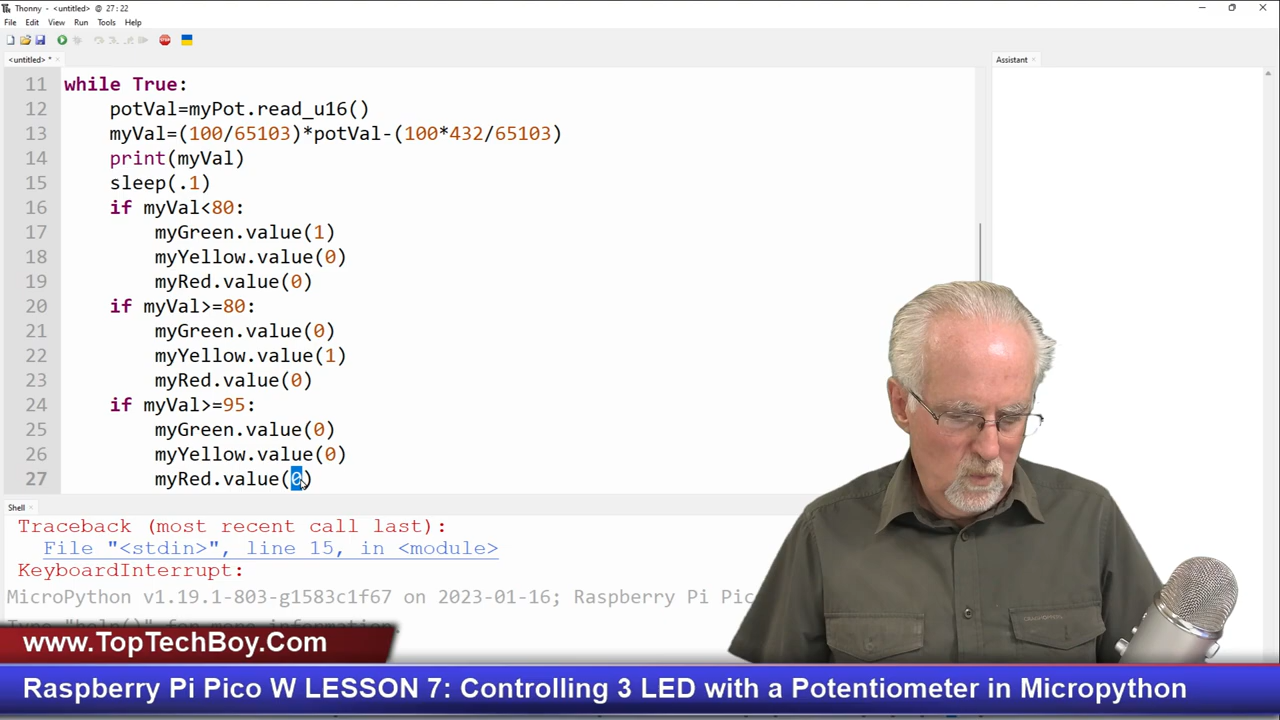 Thonny - <untitled> @ 27:22
File Edit View Run Tools Help
<untitled> *
Assistant
11 while True:
12 potVal=myPot.read_u16()
13 myVal=(100/65103)*potVal-(100*432/65103)
14 print(myVal)
15 sleep(.1)
16 if myVal<80:
17 myGreen.value(1)
18 myYellow.value(0)
19 myRed.value(0)
20 if myVal>=80:
21 myGreen.value(0)
22 myYellow.value(1)
23 myRed.value(0)
24 if myVal>=95:
25 myGreen.value(0)
26 myYellow.value(0)
27 myRed.value(0)
Shell
Traceback (most recent call last):
File "<stdin>", line 15, in <module>
KeyboardInterrupt:
MicroPython v1.19.1-803-g1583c1f67 on 2023-01-16; Raspberry Pi Pic
www.TopTechBoy.Com
Raspberry Pi Pico W LESSON 7: Controlling 3 LED with a Potentiometer in Micropython